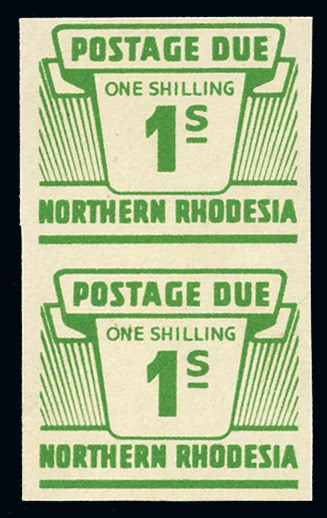 POSTAGE DUE
ONE SHILLING
1S
NORTHERN RHODESIA
POSTAGE DUE
ONE SHILLING
1S
NORTHERN RHODESIA